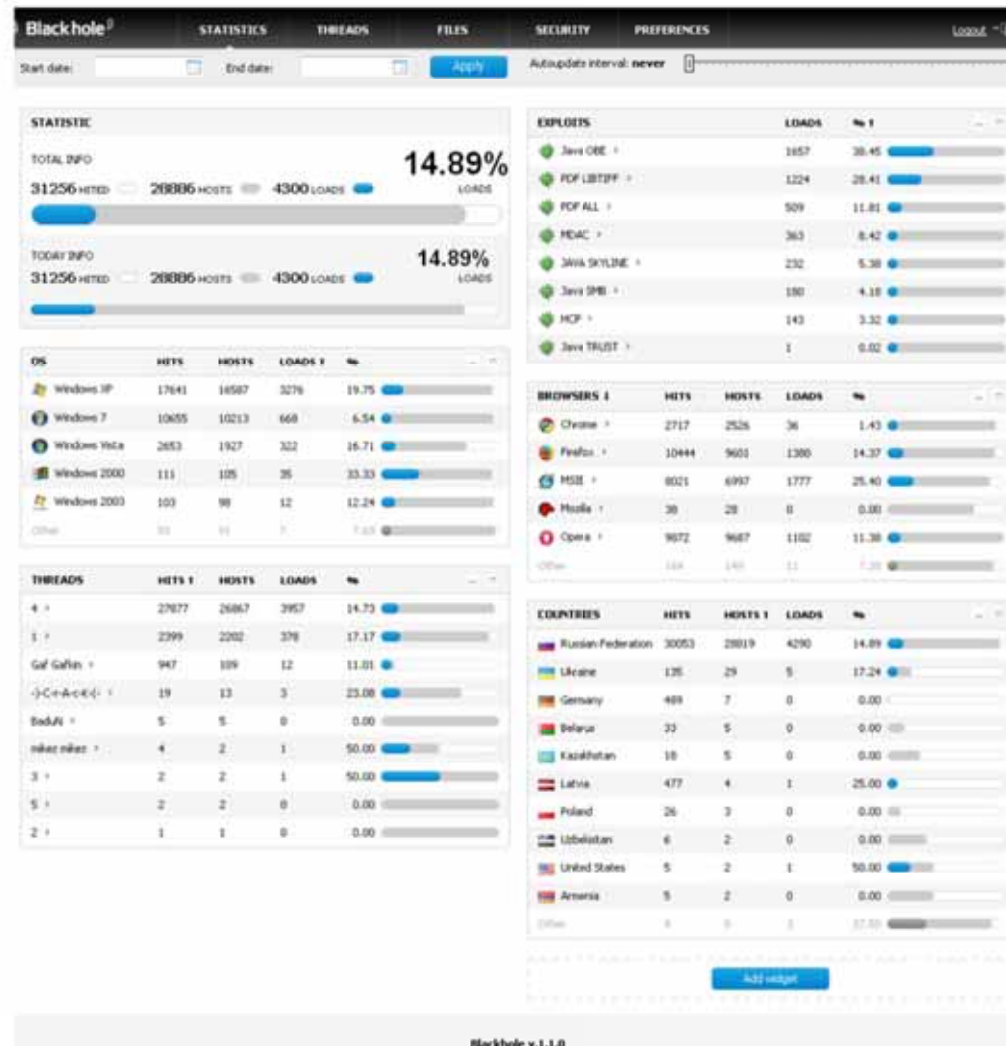 Blackhole β STATISTICS THREADS FILES SECURITY PREFERENCES Logout
Start date: End date: Apply Autoupdate interval: never
STATISTIC
TOTAL INFO
14.89%
31256 HITED 28886 HOSTS 4300 LOADS LOADS
TODAY INFO
14.89%
31256 HITED 28886 HOSTS 4300 LOADS LOADS
OS HITS HOSTS LOADS %
Windows XP 17641 16587 3276 19.75
Windows 7 10655 10213 668 6.54
Windows Vista 2653 1927 322 16.71
Windows 2000 111 105 35 33.33
Windows 2003 103 98 12 12.24
Other
THREADS HITS HOSTS LOADS %
4 27877 26867 3957 14.73
1 2399 2202 378 17.17
947 109 12 11.01
19 13 3 23.08
5 5 0 0.00
4 2 1 50.00
3 2 2 1 50.00
5 2 2 0 0.00
2 1 1 0 0.00
EXPLOITS LOADS %
Java OBE 1657 38.45
PDF LIBTIFF 1224 28.41
PDF ALL 509 11.81
MDAC 363 8.42
JAVA SKYLINE 232 5.38
Java SMB 180 4.18
HCP 143 3.32
Java TRUST 1 0.02
BROWSERS HITS HOSTS LOADS %
Chrome 2717 2526 36 1.43
Firefox 10444 9601 1380 14.37
MSIE 8021 6997 1777 25.40
Mozilla 38 28 0 0.00
Opera 9872 9687 1102 11.38
Other
COUNTRIES HITS HOSTS LOADS %
Russian Federation 30053 28819 4290 14.89
Ukraine 135 29 5 17.24
Germany 489 7 0 0.00
Belarus 33 5 0 0.00
Kazakhstan 18 5 0 0.00
Latvia 477 4 1 25.00
Poland 26 3 0 0.00
Uzbekistan 6 2 0 0.00
United States 5 2 1 50.00
Armenia 5 2 0 0.00
Other
Add widget
Blackhole v.1.1.0